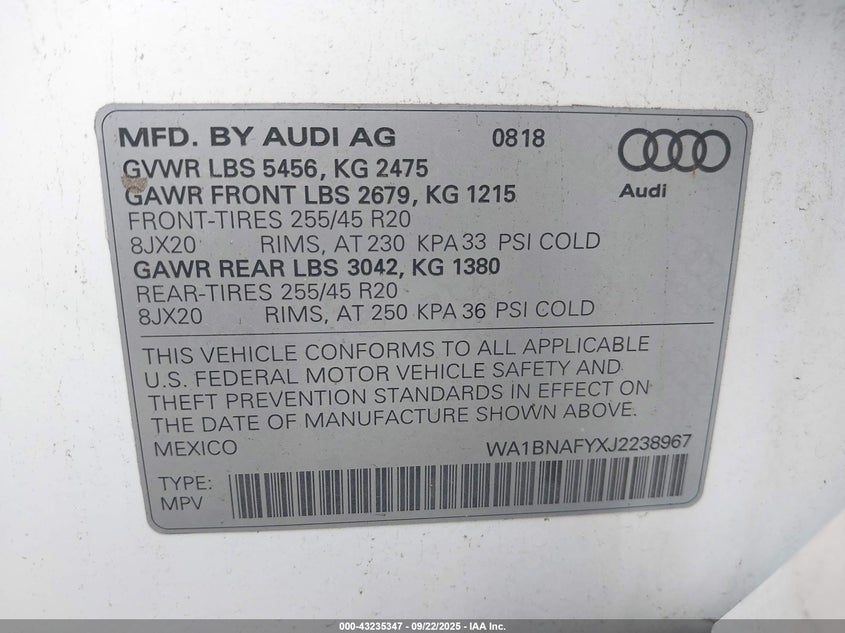 MFD. BY AUDI AG 0818
GVWR LBS 5456, KG 2475
GAWR FRONT LBS 2679, KG 1215
Audi
FRONT-TIRES 255/45 R20
8JX20 RIMS, AT 230 KPA 33 PSI COLD
GAWR REAR LBS 3042, KG 1380
REAR-TIRES 255/45 R20
8JX20 RIMS, AT 250 KPA 36 PSI COLD
THIS VEHICLE CONFORMS TO ALL APPLICABLE
U.S. FEDERAL MOTOR VEHICLE SAFETY AND
THEFT PREVENTION STANDARDS IN EFFECT ON
THE DATE OF MANUFACTURE SHOWN ABOVE.
MEXICO WA1BNAFYXJ2238967
TYPE:
MPV
000-43235347 - 09/22/2025 - IAA Inc.